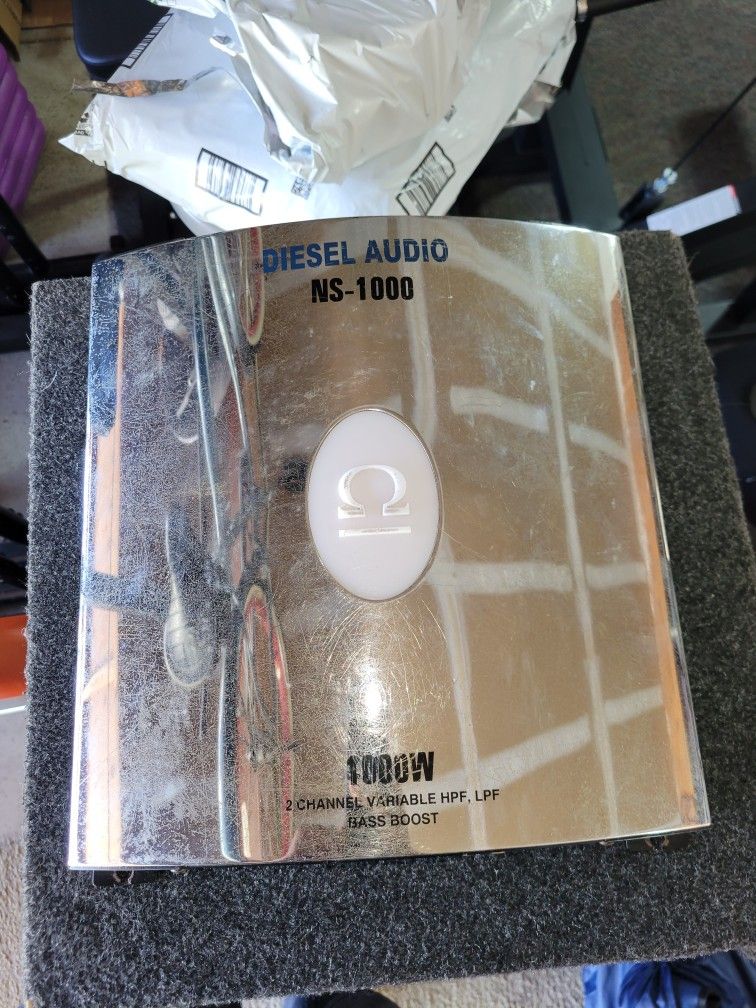 DIESEL AUDIO
NS-1000
Ω
1000W
2 CHANNEL VARIABLE HPF, LPF
BASS BOOST